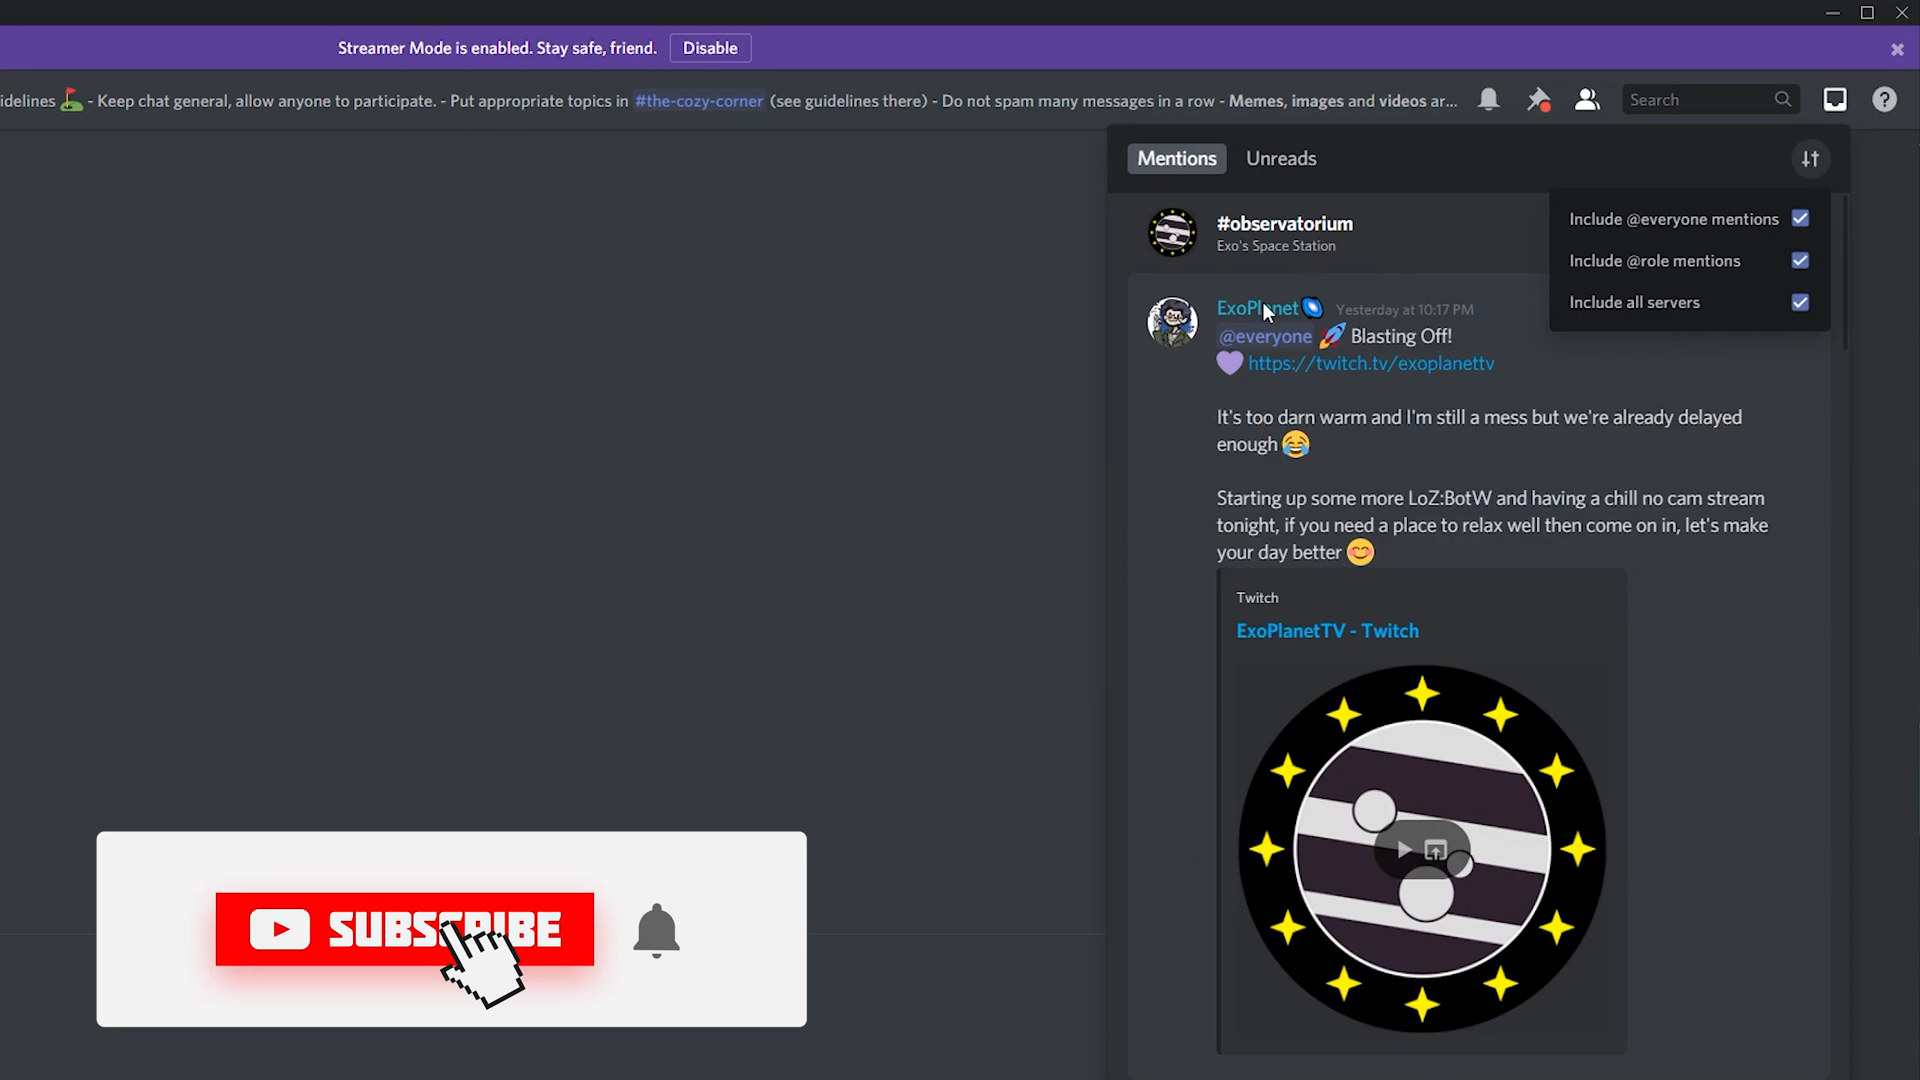 Streamer Mode is enabled. Stay safe, friend. Disable
idelines - Keep chat general, allow anyone to participate. - Put appropriate topics in #the-cozy-corner (see guidelines there) - Do not spam many messages in a row - Memes, images and videos ar... Search
Mentions Unreads
Include @everyone mentions
Include @role mentions
Include all servers
#observatorium
Exo's Space Station
ExoPlanet Yesterday at 10:17 PM
@everyone Blasting Off!
https://twitch.tv/exoplanettv
It's too darn warm and I'm still a mess but we're already delayed
enough
Starting up some more LoZ:BotW and having a chill no cam stream
tonight, if you need a place to relax well then come on in, let's make
your day better
Twitch
ExoPlanetTV - Twitch
SUBSCRIBE